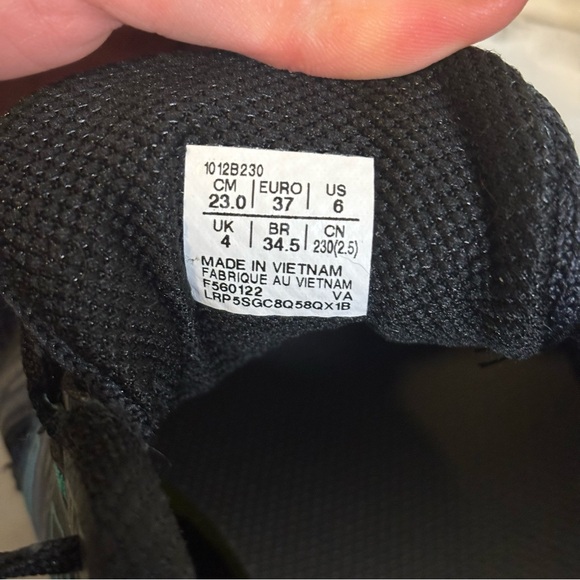 1012B230
CM | EURO | US
23.0 | 37 | 6
UK | BR | CN
4 | 34.5 | 230(2.5)
MADE IN VIETNAM
FABRIQUE AU VIETNAM
F560122 VA
LRP5SGC8Q58QX1B